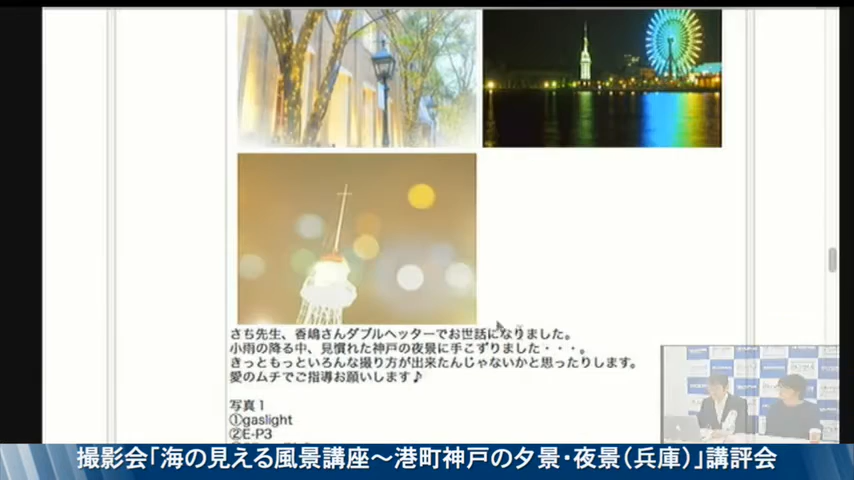 さち先生、香嶋さんダブルヘッターでお世話になりました。
小雨の降る中、見慣れた神戸の夜景に手こずりました・・・。
きっともっといろんな撮り方が出来たんじゃないかと思ったりします。
愛のムチでご指導お願いします♪
写真１
①gaslight
②E-P3
撮影会「海の見える風景講座～港町神戸の夕景・夜景（兵庫）」講評会